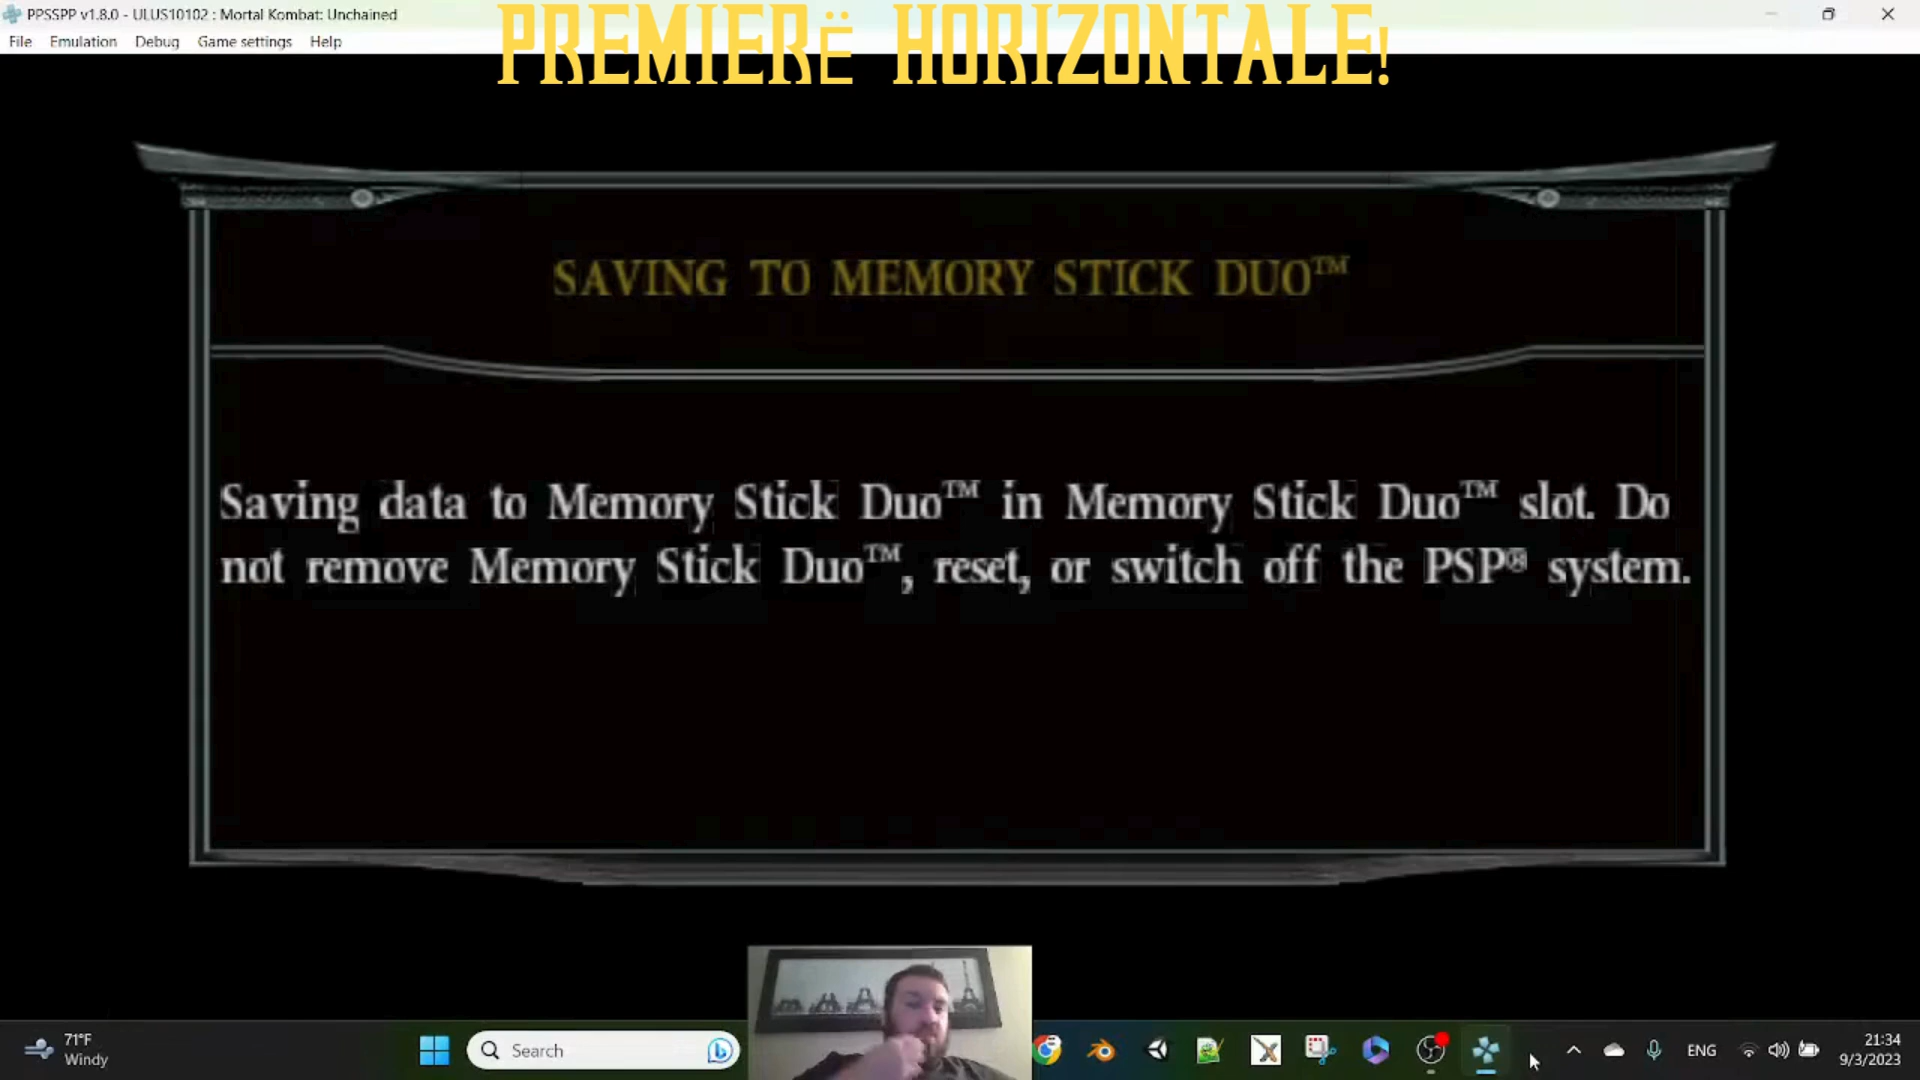 PPSSPP v1.8.0 - ULUS10102 : Mortal Kombat: Unchained
File Emulation Debug Game settings Help
PREMIERË HORIZONTALE!
SAVING TO MEMORY STICK DUO™
Saving data to Memory Stick Duo™ in Memory Stick Duo™ slot. Do
not remove Memory Stick Duo™, reset, or switch off the PSP® system.
71°F
Windy
Search
ENG
21:34
9/3/2023